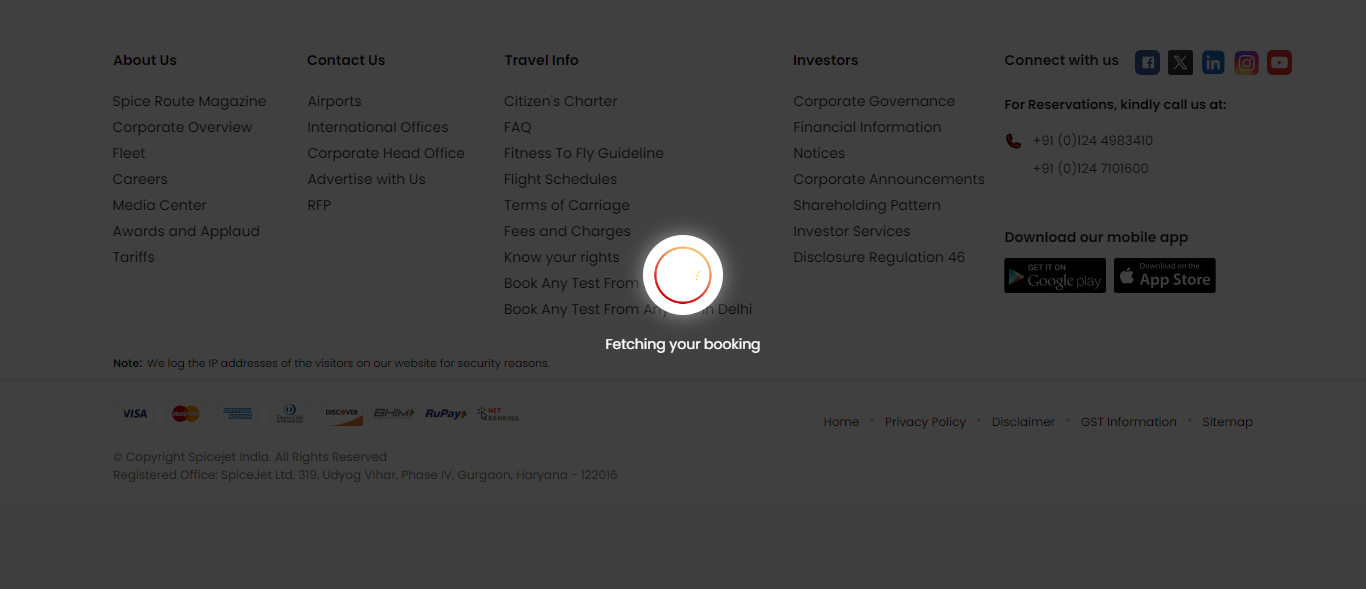 About Us
Spice Route Magazine
Corporate Overview
Fleet
Careers
Media Center
Awards and Applaud
Tariffs
Contact Us
Airports
International Offices
Corporate Head Office
Advertise with Us
RFP
Travel Info
Citizen's Charter
FAQ
Fitness To Fly Guideline
Flight Schedules
Terms of Carriage
Fees and Charges
Know your rights
Book Any Test From
Book Any Test From Any in Delhi
Investors
Corporate Governance
Financial Information
Notices
Corporate Announcements
Shareholding Pattern
Investor Services
Disclosure Regulation 46
Connect with us
For Reservations, kindly call us at:
+91 (0)124 4983410
+91 (0)124 7101600
Download our mobile app
GET IT ON
Google play
Download on the
App Store
Fetching your booking
Note: We log the IP addresses of the visitors on our website for security reasons.
VISA
MasterCard
AMERICAN EXPRESS
Diners Club
DISCOVER
BHIM
RuPay
NET BANKING
Home • Privacy Policy • Disclaimer • GST Information • Sitemap
© Copyright Spicejet India. All Rights Reserved
Registered Office: SpiceJet Ltd, 319, Udyog Vihar, Phase IV, Gurgaon, Haryana - 122016